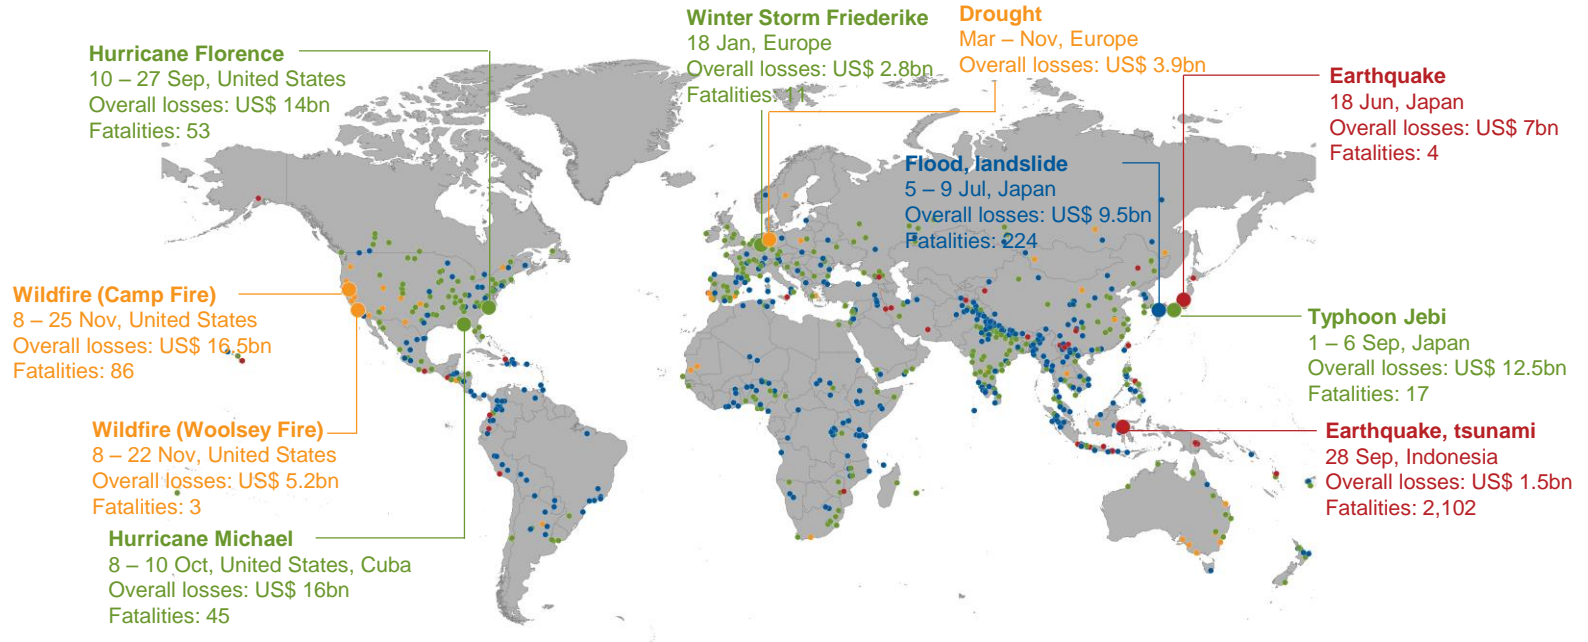 Hurricane Florence
10 – 27 Sep, United States
Overall losses: US$ 14bn
Fatalities: 53
Winter Storm Friederike
18 Jan, Europe
Overall losses: US$ 2.8bn
Fatalities: 11
Drought
Mar – Nov, Europe
Overall losses: US$ 3.9bn
Earthquake
18 Jun, Japan
Overall losses: US$ 7bn
Fatalities: 4
Flood, landslide
5 – 9 Jul, Japan
Overall losses: US$ 9.5bn
Fatalities: 224
Wildfire (Camp Fire)
8 – 25 Nov, United States
Overall losses: US$ 16.5bn
Fatalities: 86
Typhoon Jebi
1 – 6 Sep, Japan
Overall losses: US$ 12.5bn
Fatalities: 17
Wildfire (Woolsey Fire)
8 – 22 Nov, United States
Overall losses: US$ 5.2bn
Fatalities: 3
Earthquake, tsunami
28 Sep, Indonesia
Overall losses: US$ 1.5bn
Fatalities: 2,102
Hurricane Michael
8 – 10 Oct, United States, Cuba
Overall losses: US$ 16bn
Fatalities: 45